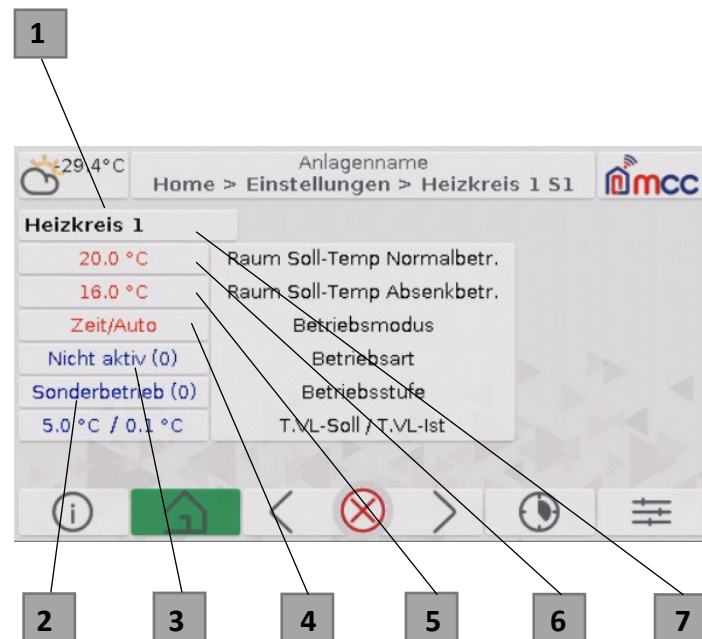 1
-29.4°C
Anlagenname
Home > Einstellungen > Heizkreis 1 S1
mcc
Heizkreis 1
20.0 °C Raum Soll-Temp Normalbetr.
16.0 °C Raum Soll-Temp Absenkbetr.
Zeit/Auto Betriebsmodus
Nicht aktiv (0) Betriebsart
Sonderbetrieb (0) Betriebsstufe
5.0 °C / 0.1 °C T.VL-Soll / T.VL-Ist
2 3 4 5 6 7